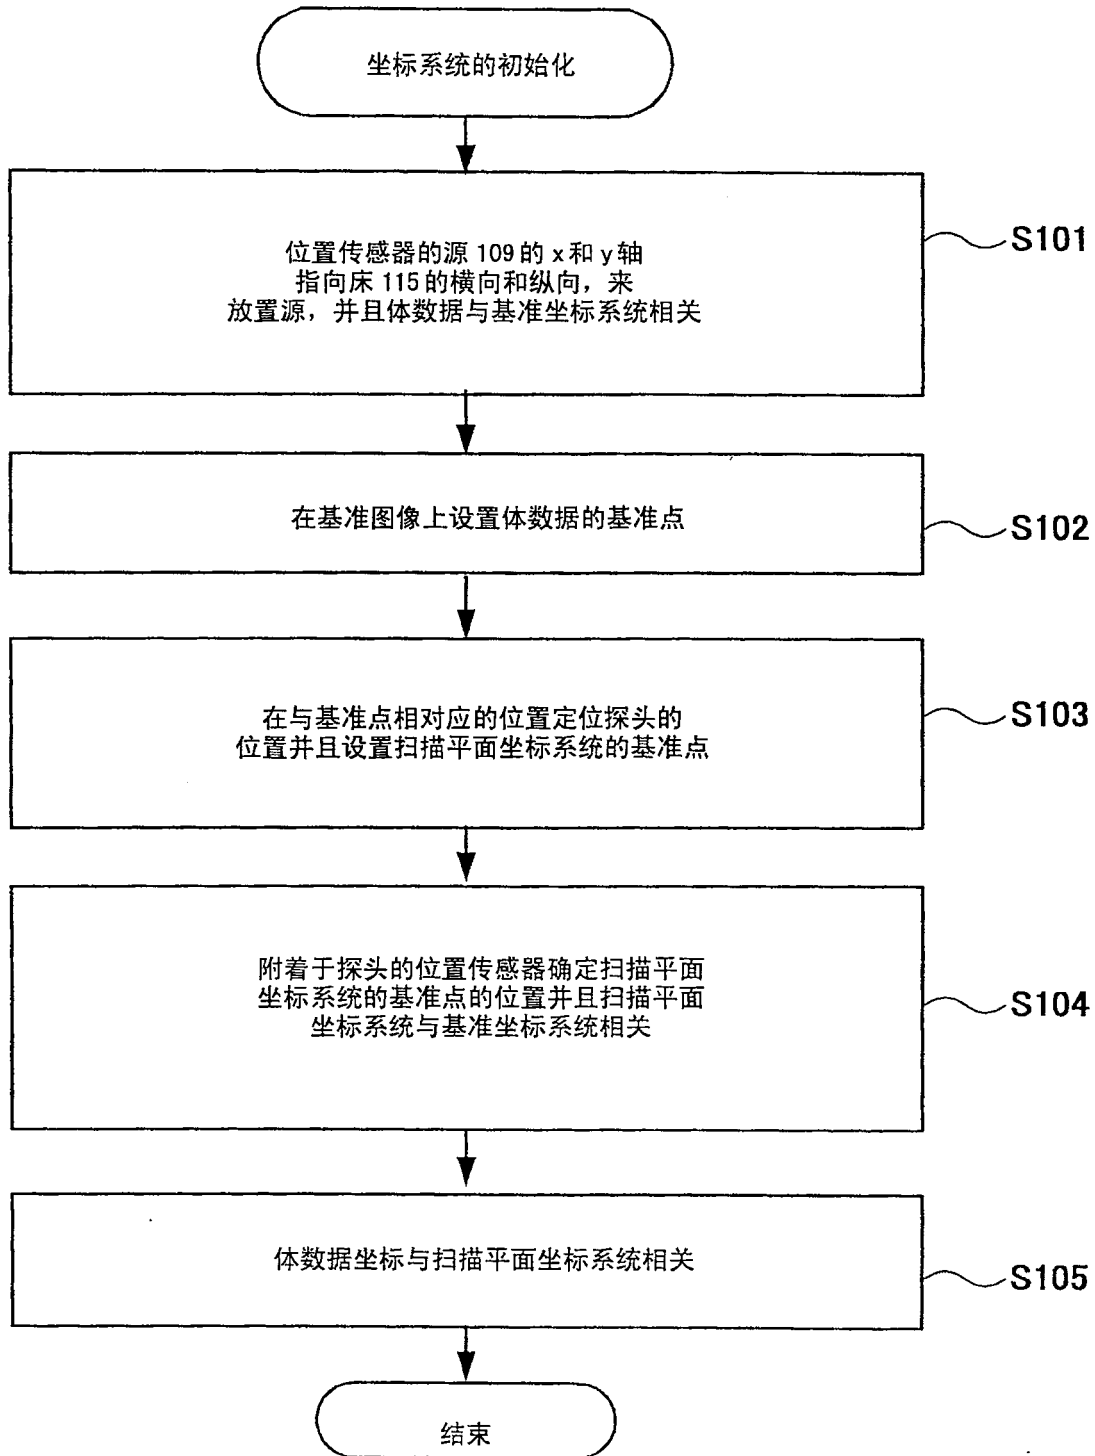 坐标系统的初始化
位置传感器的源 109 的 x 和 y 轴
指向床 115 的横向和纵向，来
放置源，并且体数据与基准坐标系统相关
S101
在基准图像上设置体数据的基准点
S102
在与基准点相对应的位置定位探头的
位置并且设置扫描平面坐标系统的基准点
S103
附着于探头的位置传感器确定扫描平面
坐标系统的基准点的位置并且扫描平面
坐标系统与基准坐标系统相关
S104
体数据坐标与扫描平面坐标系统相关
S105
结束